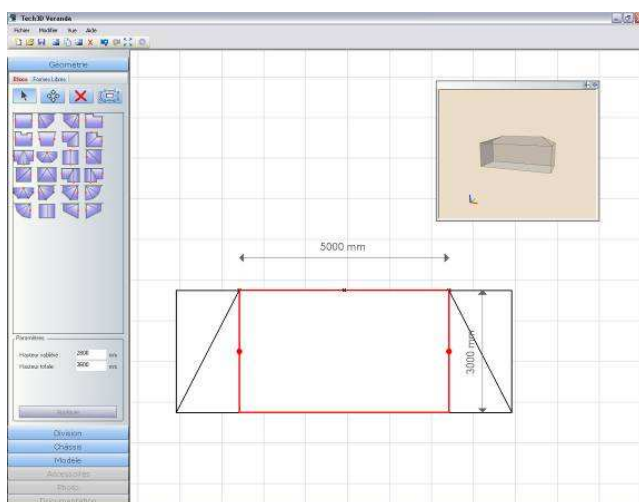 Tech3D Veranda
Fichier Modifier Vue Aide
Géométrie
Blocs Formes Libres
5000 mm
3000 mm
Paramètres
Hauteur sablière 2800 mm
Hauteur totale 3600 mm
Division
Châssis
Modèle
Accessoires
Photo
Documentation